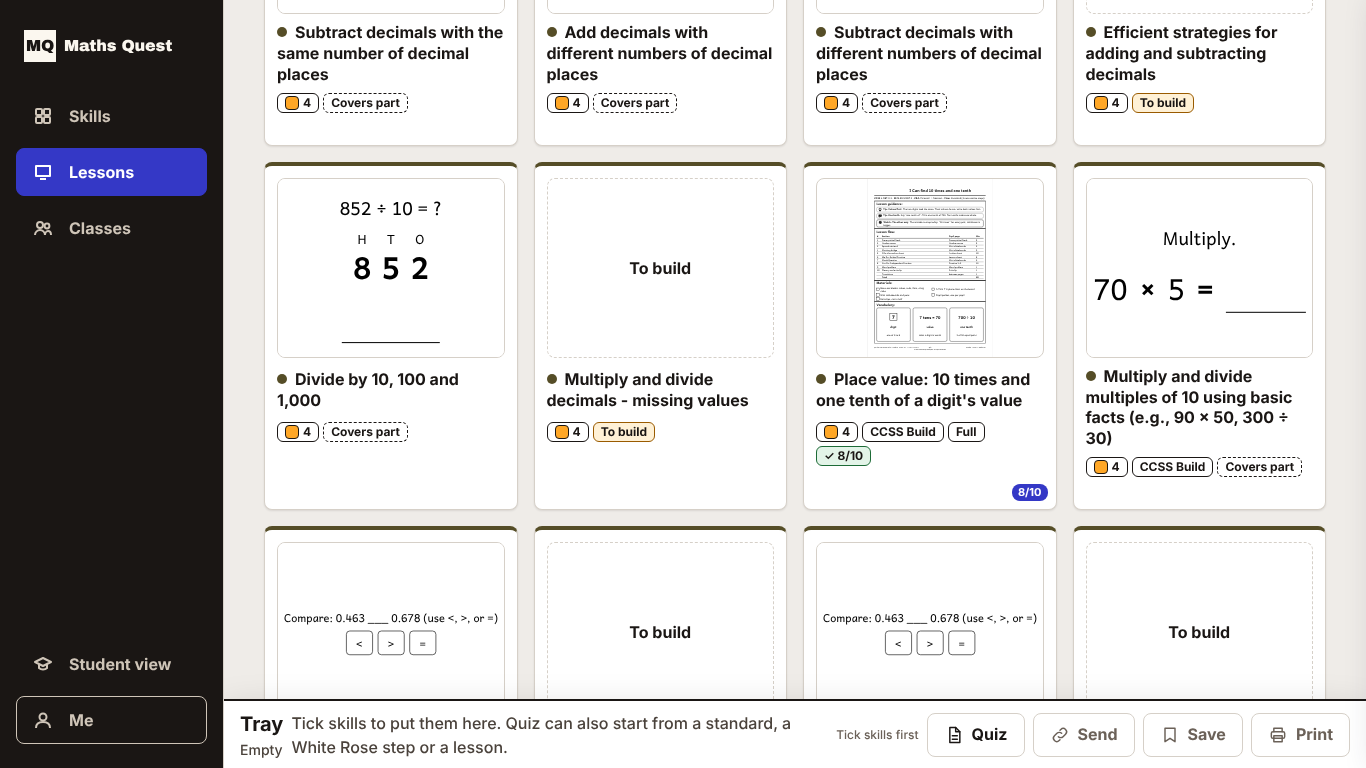 MQ Maths Quest
Skills
Lessons
Classes
Student view
Me
Subtract decimals with the
same number of decimal
places
4 Covers part
Add decimals with
different numbers of decimal
places
4 Covers part
Subtract decimals with
different numbers of decimal
places
4 Covers part
Efficient strategies for
adding and subtracting
decimals
4 To build
852 ÷ 10 = ?
H T O
8 5 2
Divide by 10, 100 and
1,000
4 Covers part
To build
Multiply and divide
decimals - missing values
4 To build
Place value: 10 times and
one tenth of a digit's value
4 CCSS Build Full
✓ 8/10
8/10
Multiply.
70 × 5 = ____
Multiply and divide
multiples of 10 using basic
facts (e.g., 90 × 50, 300 ÷
30)
4 CCSS Build Covers part
Compare: 0.463 ___ 0.678 (use <, >, or =)
< > =
To build
Compare: 0.463 ___ 0.678 (use <, >, or =)
< > =
To build
Tray
Empty
Tick skills to put them here. Quiz can also start from a standard, a
White Rose step or a lesson.
Tick skills first
Quiz
Send
Save
Print